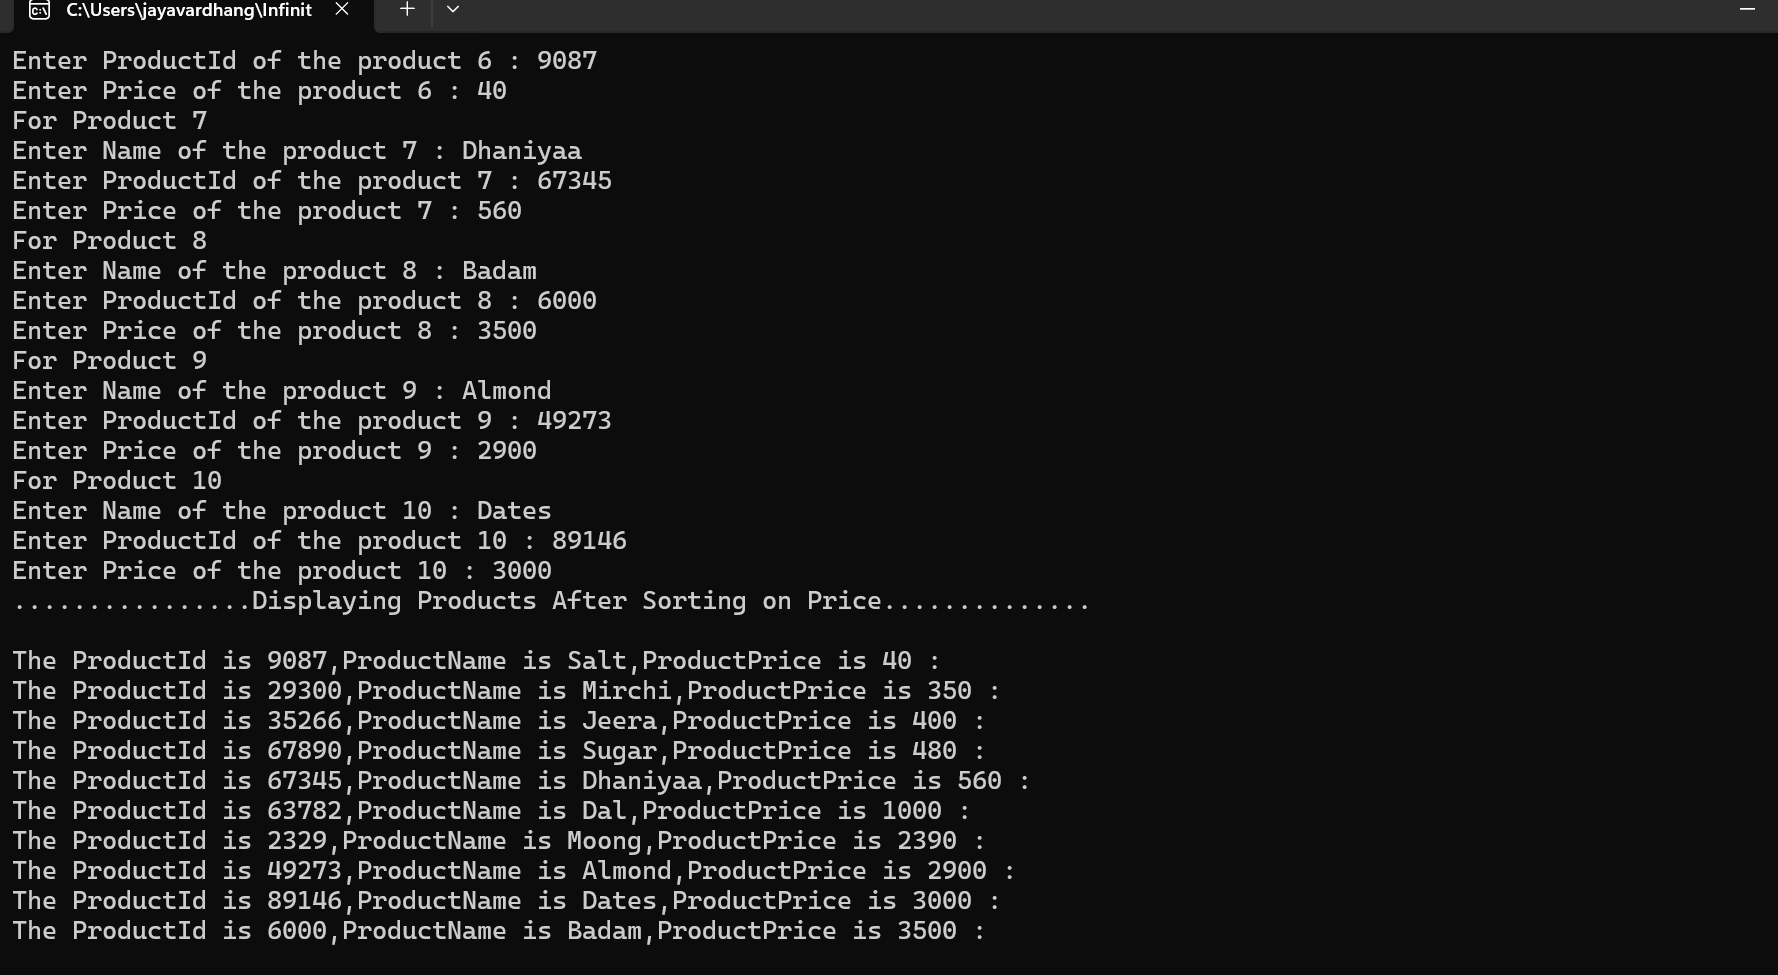 C:\Users\jayavardhang\Infinit
Enter ProductId of the product 6 : 9087
Enter Price of the product 6 : 40
For Product 7
Enter Name of the product 7 : Dhaniyaa
Enter ProductId of the product 7 : 67345
Enter Price of the product 7 : 560
For Product 8
Enter Name of the product 8 : Badam
Enter ProductId of the product 8 : 6000
Enter Price of the product 8 : 3500
For Product 9
Enter Name of the product 9 : Almond
Enter ProductId of the product 9 : 49273
Enter Price of the product 9 : 2900
For Product 10
Enter Name of the product 10 : Dates
Enter ProductId of the product 10 : 89146
Enter Price of the product 10 : 3000
................Displaying Products After Sorting on Price..............
The ProductId is 9087,ProductName is Salt,ProductPrice is 40 :
The ProductId is 29300,ProductName is Mirchi,ProductPrice is 350 :
The ProductId is 35266,ProductName is Jeera,ProductPrice is 400 :
The ProductId is 67890,ProductName is Sugar,ProductPrice is 480 :
The ProductId is 67345,ProductName is Dhaniyaa,ProductPrice is 560 :
The ProductId is 63782,ProductName is Dal,ProductPrice is 1000 :
The ProductId is 2329,ProductName is Moong,ProductPrice is 2390 :
The ProductId is 49273,ProductName is Almond,ProductPrice is 2900 :
The ProductId is 89146,ProductName is Dates,ProductPrice is 3000 :
The ProductId is 6000,ProductName is Badam,ProductPrice is 3500 :